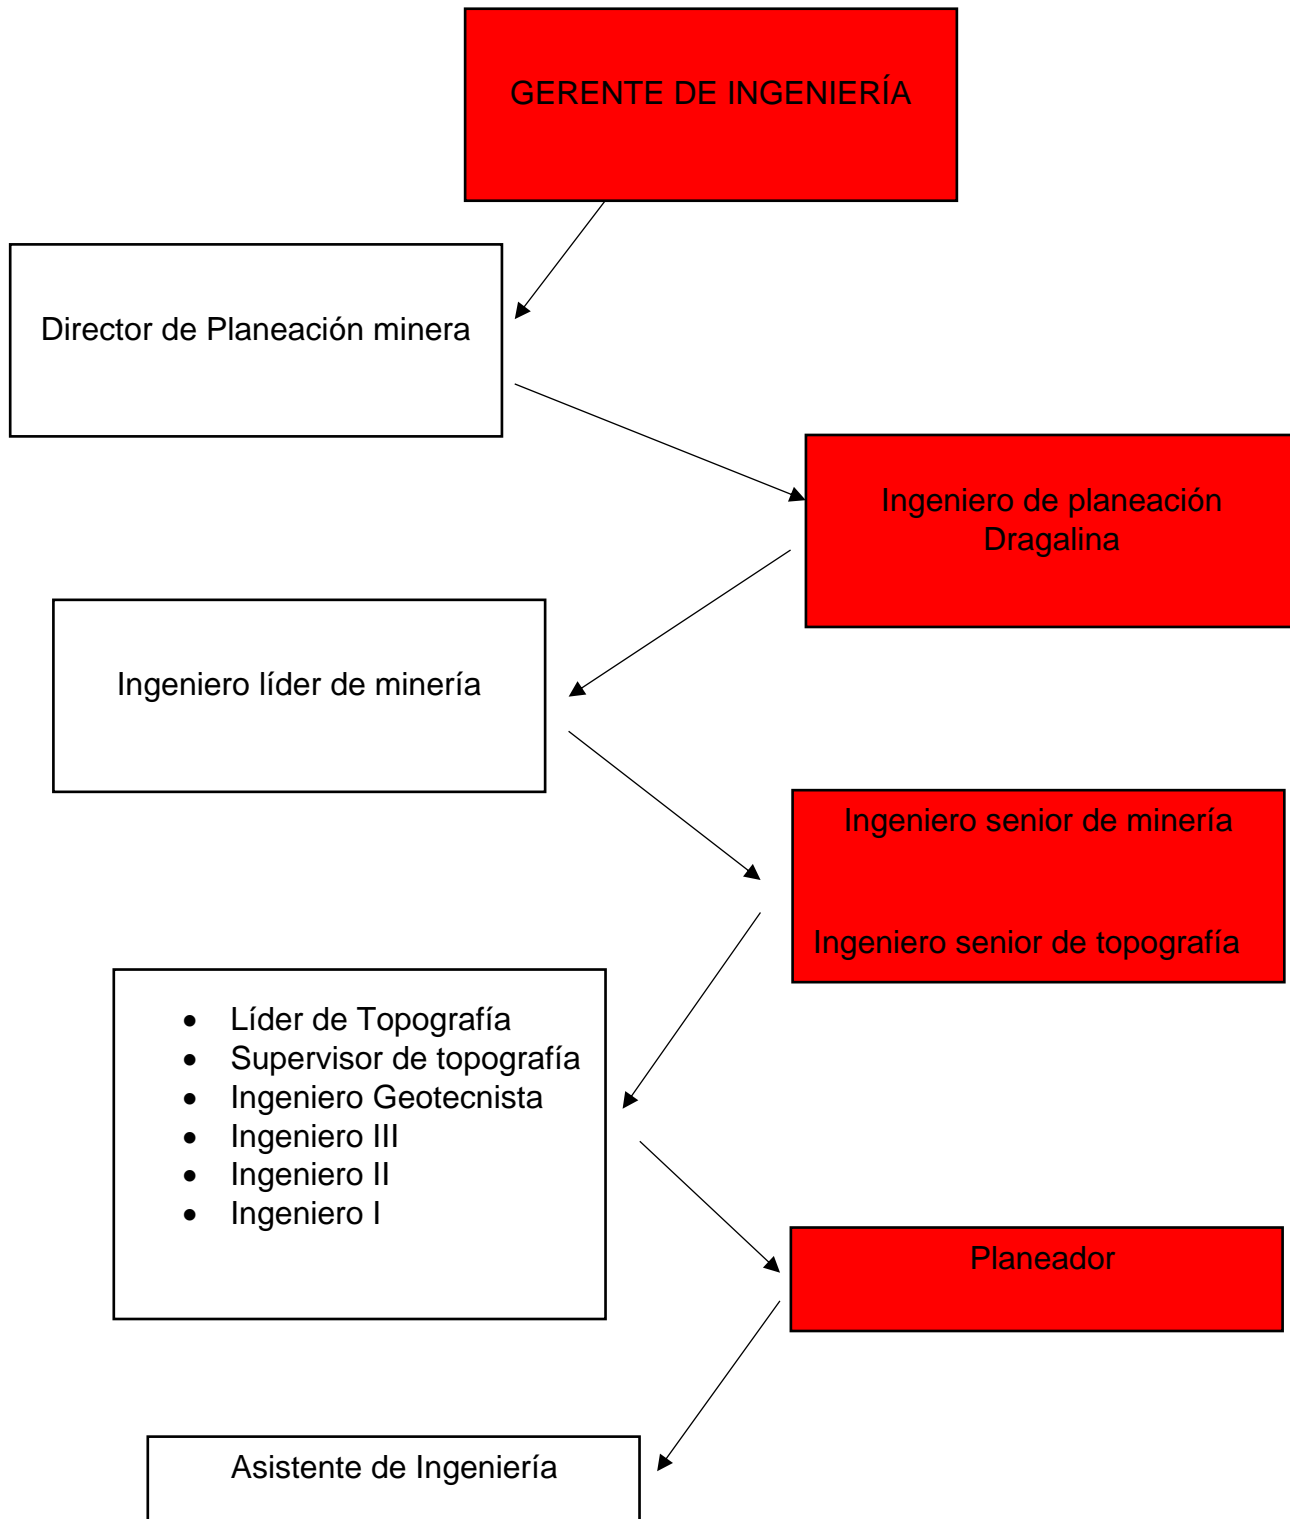 GERENTE DE INGENIERÍA
Director de Planeación minera
Ingeniero de planeación
Dragalina
Ingeniero líder de minería
Ingeniero senior de minería
Ingeniero senior de topografía
• Líder de Topografía
• Supervisor de topografía
• Ingeniero Geotecnista
• Ingeniero III
• Ingeniero II
• Ingeniero I
Planeador
Asistente de Ingeniería